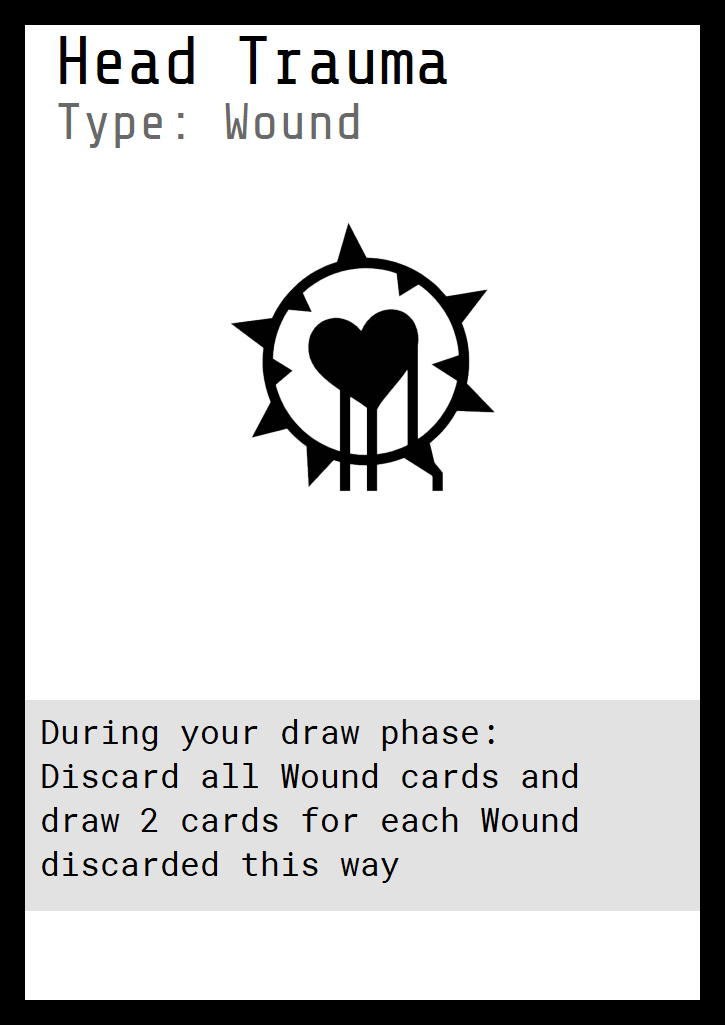 Head Trauma
Type: Wound
During your draw phase:
Discard all Wound cards and
draw 2 cards for each Wound
discarded this way